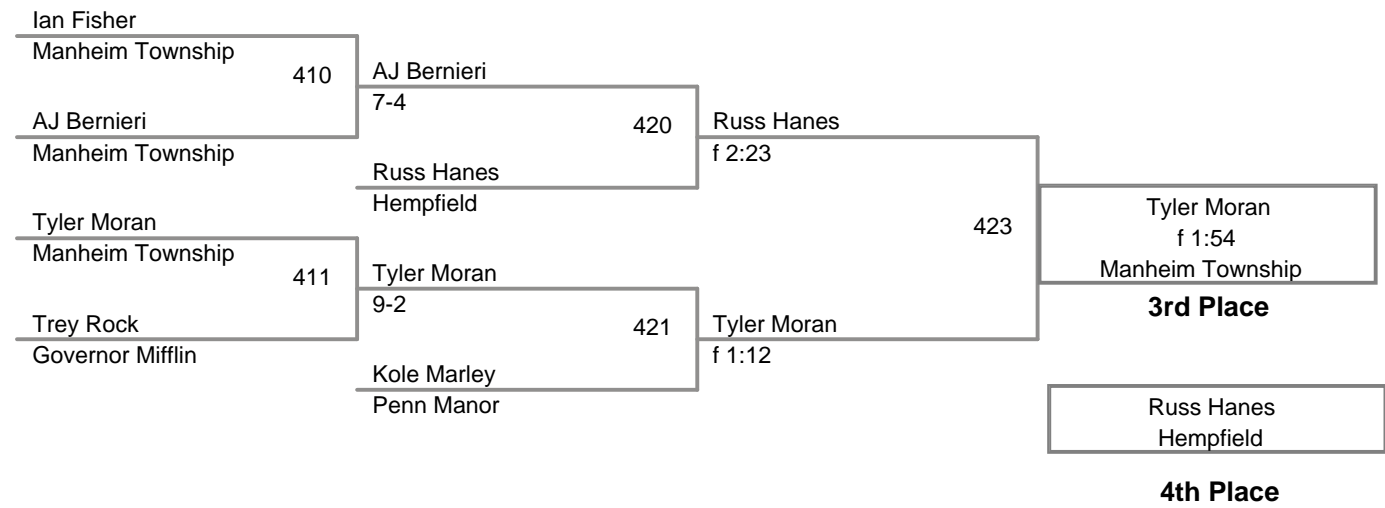 Ian Fisher
Manheim Township
410
AJ Bernieri
7-4
AJ Bernieri
Manheim Township
420
Russ Hanes
f 2:23
Russ Hanes
Hempfield
Tyler Moran
Manheim Township
411
Tyler Moran
9-2
Trey Rock
Governor Mifflin
421
Tyler Moran
f 1:12
Kole Marley
Penn Manor
423
Tyler Moran
f 1:54
Manheim Township
3rd Place
Russ Hanes
Hempfield
4th Place